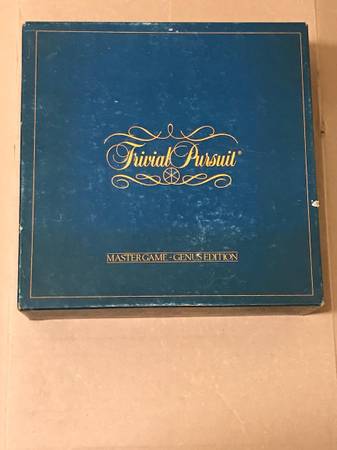 Trivial Pursuit®
MASTER GAME - GENUS EDITION